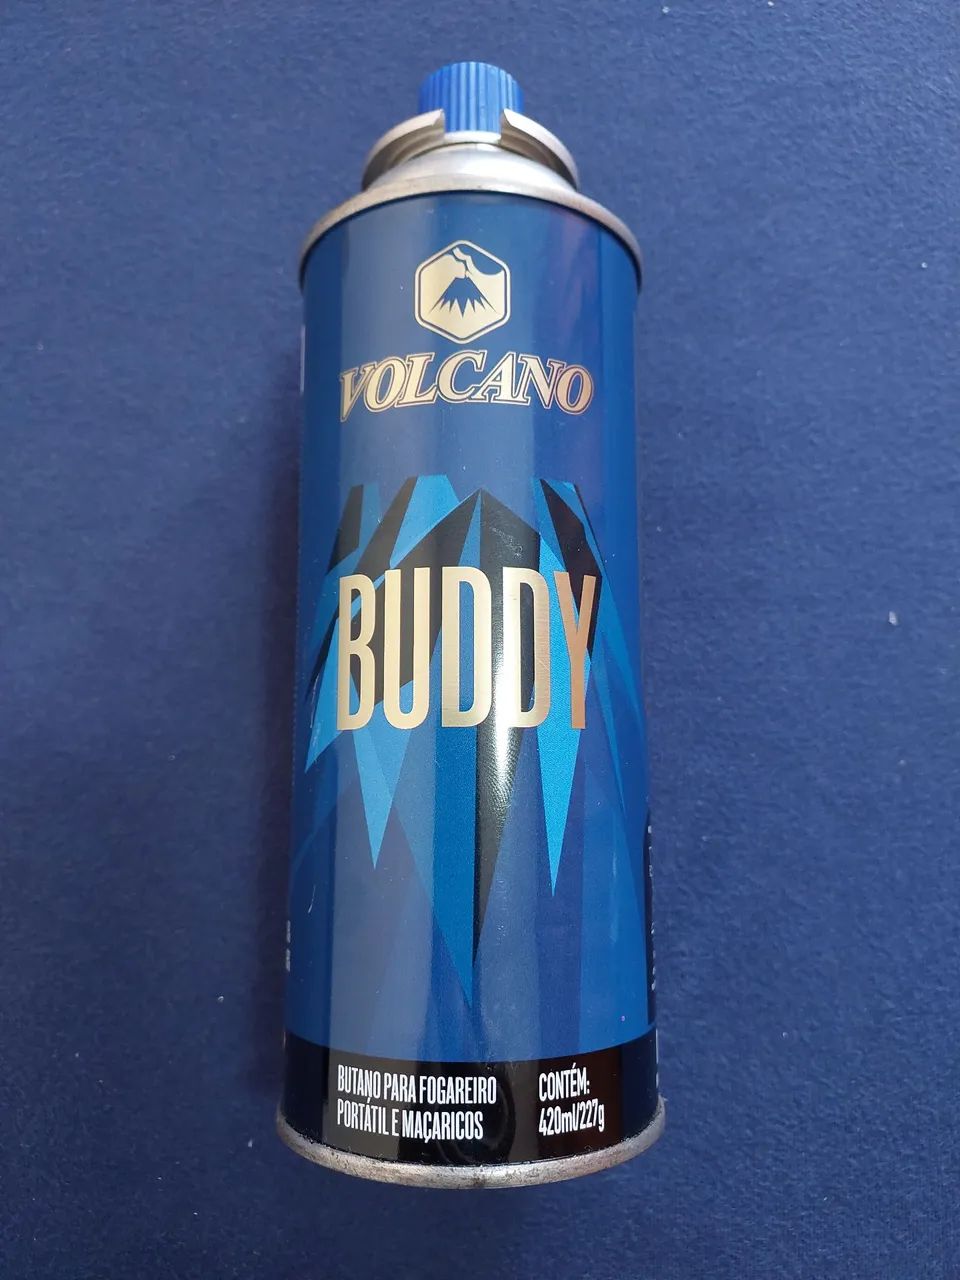 VOLCANO
BUDDY
BUTANO PARA FOGAREIRO
PORTÁTIL E MAÇARICOS
CONTÉM:
420ml/227g